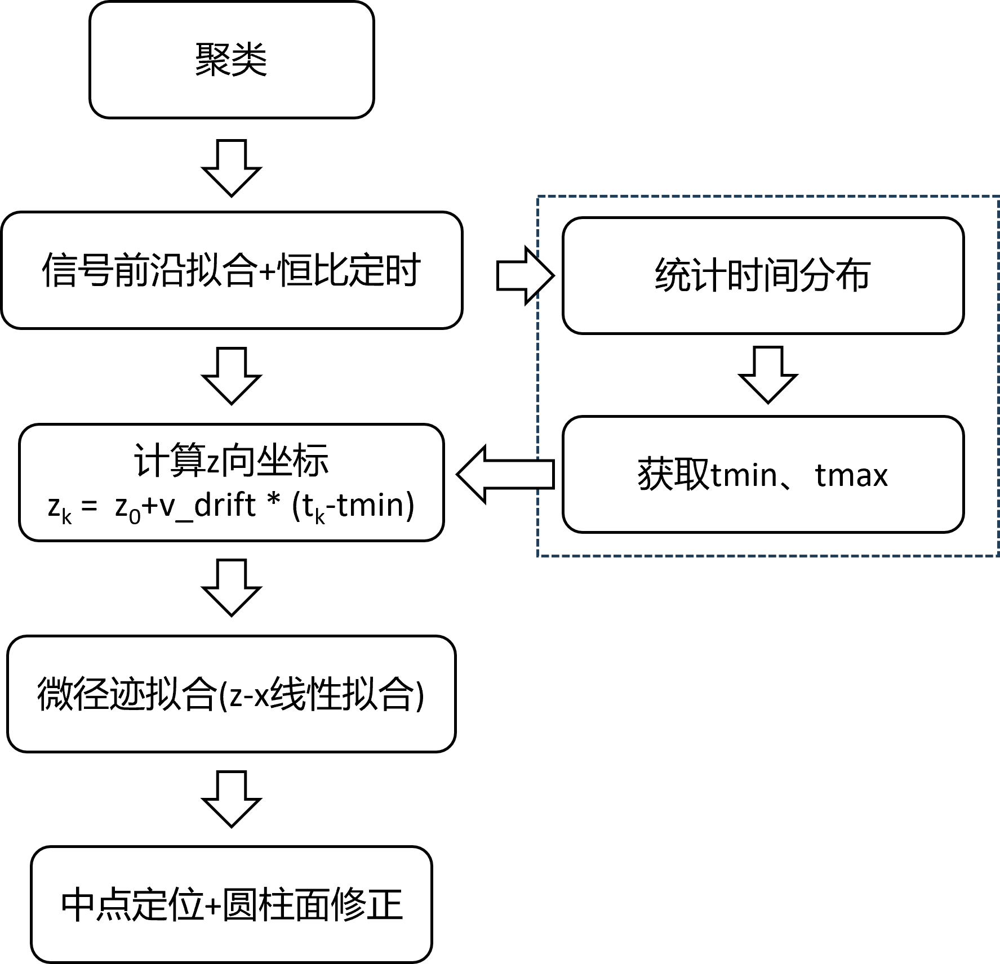 聚类
信号前沿拟合+恒比定时
统计时间分布
获取tmin、tmax
计算z向坐标
zk = z0+v_drift * (tk-tmin)
微径迹拟合(z-x线性拟合)
中点定位+圆柱面修正